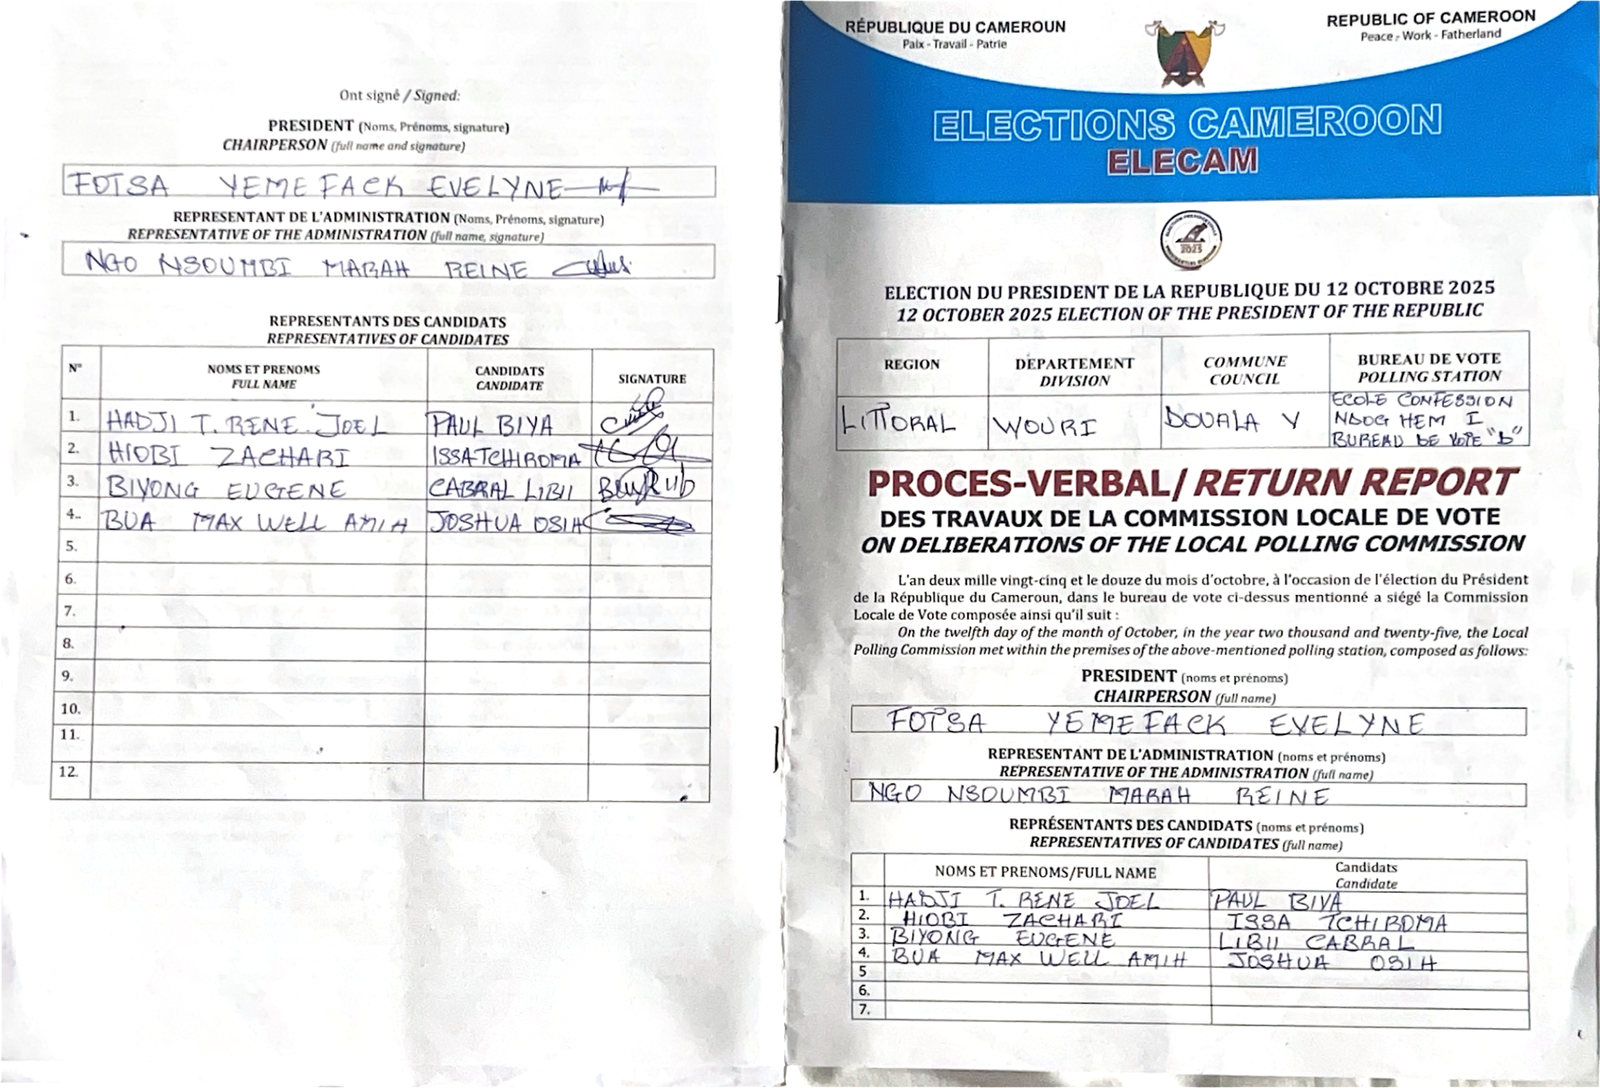 Ont signé / Signed:
PRESIDENT (Noms, Prénoms, signature)
CHAIRPERSON (full name and signature)
FOTSA YEMEFACK EVELYNE
REPRESENTANT DE L'ADMINISTRATION (Noms, Prénoms, signature)
REPRESENTATIVE OF THE ADMINISTRATION (full name, signature)
NGO NSOUMBI MARAH REINE
REPRESENTANTS DES CANDIDATS
REPRESENTATIVES OF CANDIDATES
N° NOMS ET PRENOMS FULL NAME CANDIDATS CANDIDATE SIGNATURE
1. HADJI T. RENE JOEL PAUL BIYA
2. HIOBI ZACHARI ISSA TCHIROMA
3. BIYONG EUGENE CABRAL LIBII
4. BUA MAX WELL AMIH JOSHUA OSIH
5.
6.
7.
8.
9.
10.
11.
12.
RÉPUBLIQUE DU CAMEROUN
Paix - Travail - Patrie
REPUBLIC OF CAMEROON
Peace - Work - Fatherland
ELECTIONS CAMEROON
ELECAM
2025
ELECTION DU PRESIDENT DE LA REPUBLIQUE DU 12 OCTOBRE 2025
12 OCTOBER 2025 ELECTION OF THE PRESIDENT OF THE REPUBLIC
REGION DÉPARTEMENT DIVISION COMMUNE COUNCIL BUREAU DE VOTE POLLING STATION
LITTORAL WOURI DOUALA V ECOLE CONFESSION
NDOG HEM I
BUREAU DE VOTE "D"
PROCES-VERBAL/ RETURN REPORT
DES TRAVAUX DE LA COMMISSION LOCALE DE VOTE
ON DELIBERATIONS OF THE LOCAL POLLING COMMISSION
L'an deux mille vingt-cinq et le douze du mois d'octobre, à l'occasion de l'élection du Président
de la République du Cameroun, dans le bureau de vote ci-dessus mentionné a siégé la Commission
Locale de Vote composée ainsi qu'il suit :
On the twelfth day of the month of October, in the year two thousand and twenty-five, the Local
Polling Commission met within the premises of the above-mentioned polling station, composed as follows:
PRESIDENT (noms et prénoms)
CHAIRPERSON (full name)
FOTSA YEMEFACK EVELYNE
REPRESENTANT DE L'ADMINISTRATION (noms et prénoms)
REPRESENTATIVE OF THE ADMINISTRATION (full name)
NGO NSOUMBI MARAH REINE
REPRÉSENTANTS DES CANDIDATS (noms et prénoms)
REPRESENTATIVES OF CANDIDATES (full name)
NOMS ET PRENOMS/FULL NAME Candidats Candidate
1. HADJI T. RENE JOEL PAUL BIYA
2. HIOBI ZACHARI ISSA TCHIROMA
3. BIYONG EUGENE LIBII CABRAL
4. BUA MAX WELL AMIH JOSHUA OSIH
5
6.
7.